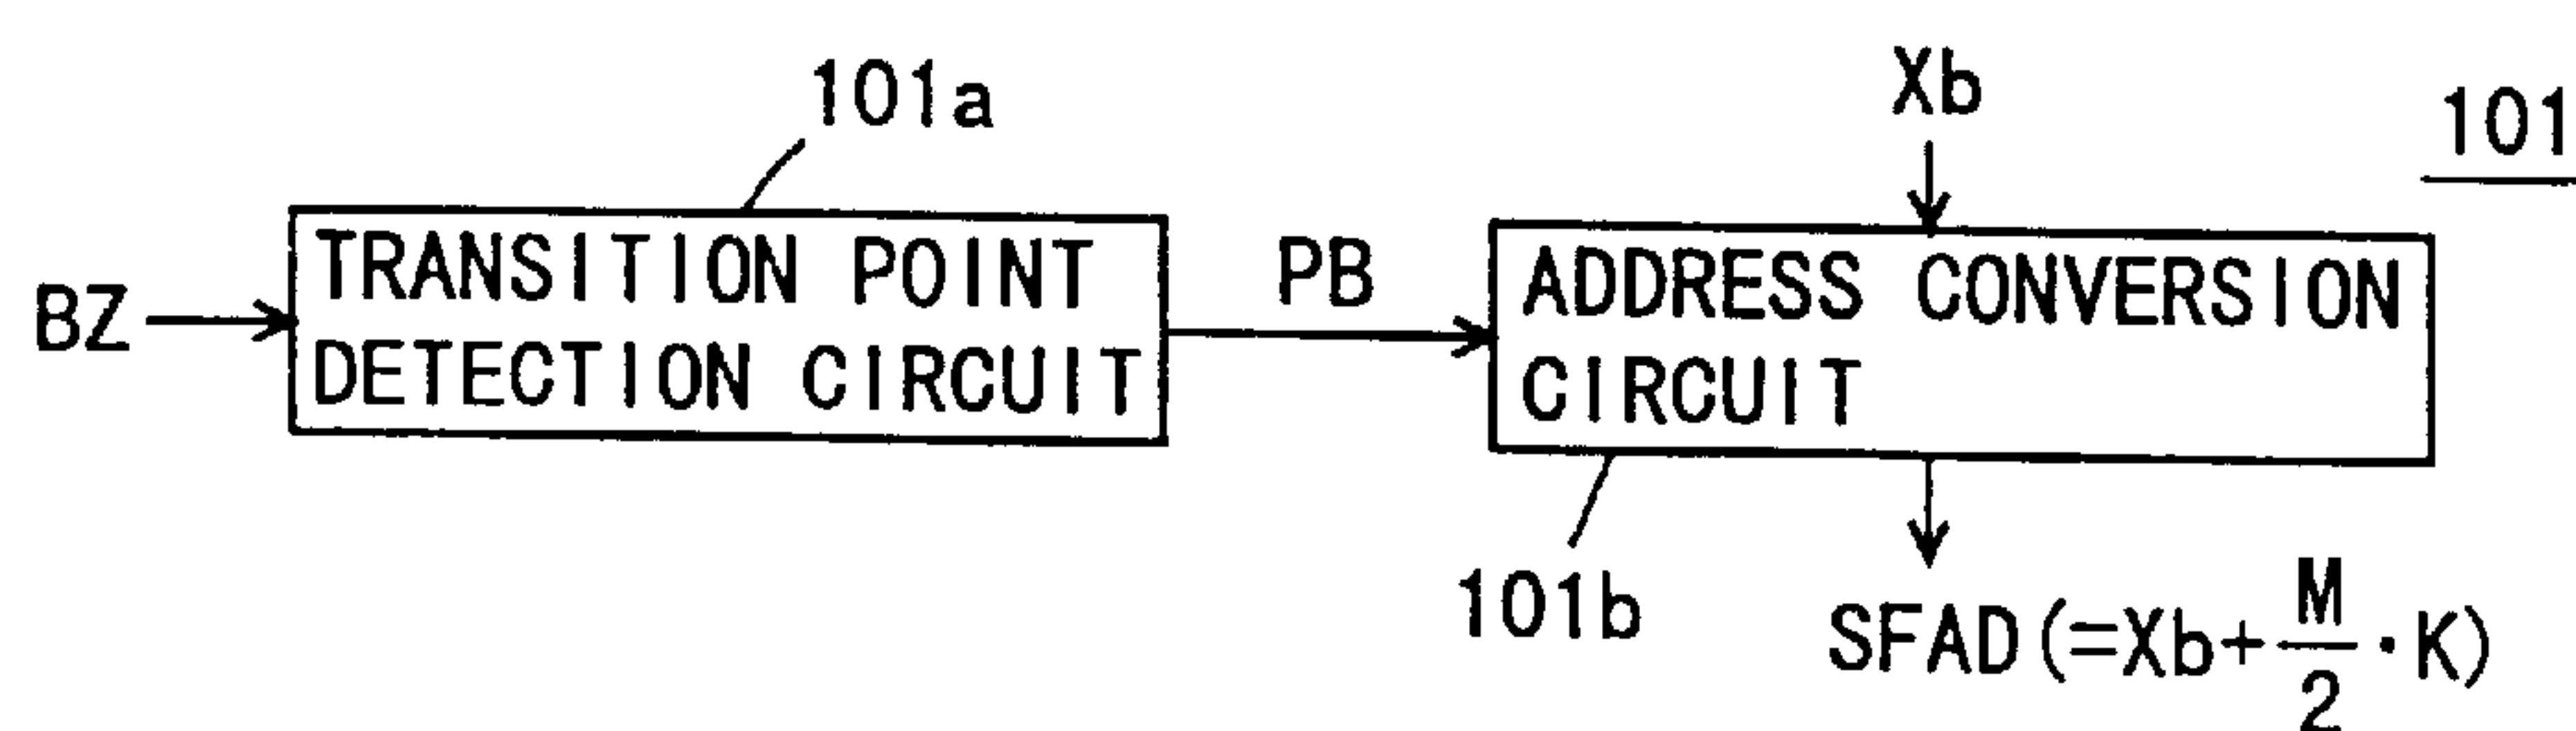 101a
Xb
101
BZ
TRANSITION POINT
DETECTION CIRCUIT
PB
ADDRESS CONVERSION
CIRCUIT
101b
SFAD(=Xb+M/2·K)